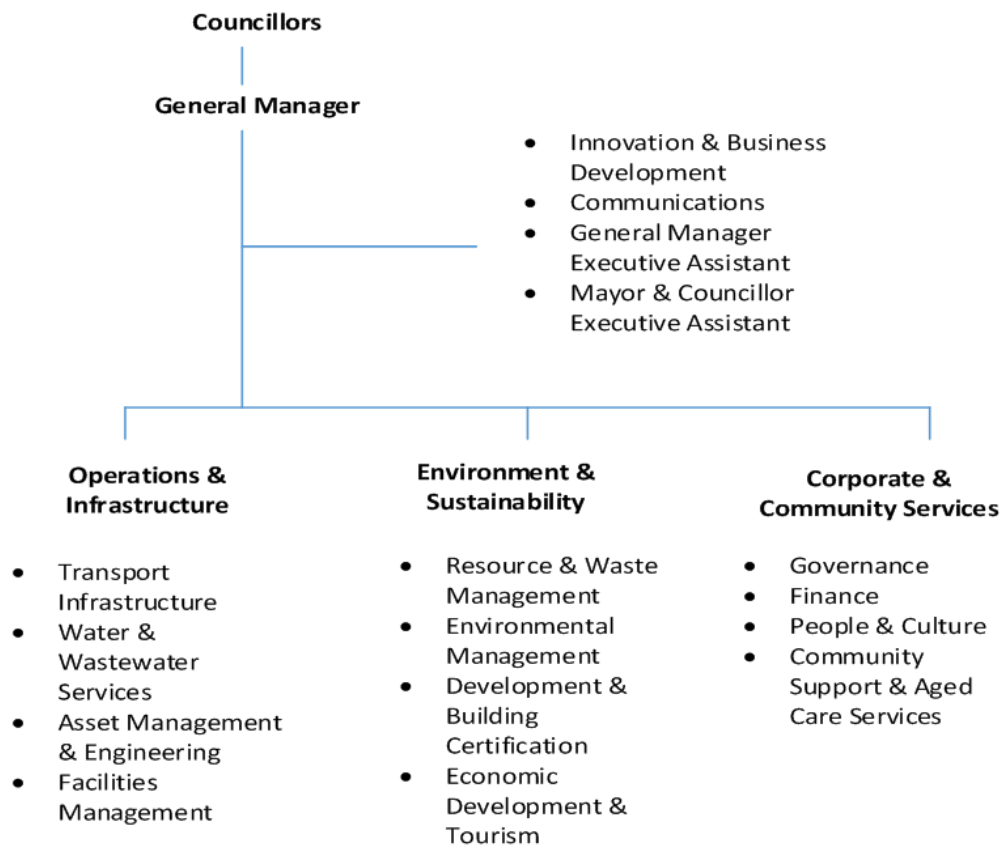 Councillors
General Manager
• Innovation & Business
Development
• Communications
• General Manager
Executive Assistant
• Mayor & Councillor
Executive Assistant
Operations &
Infrastructure
• Transport
Infrastructure
• Water &
Wastewater
Services
• Asset Management
& Engineering
• Facilities
Management
Environment &
Sustainability
• Resource & Waste
Management
• Environmental
Management
• Development &
Building
Certification
• Economic
Development &
Tourism
Corporate &
Community Services
• Governance
• Finance
• People & Culture
• Community
Support & Aged
Care Services